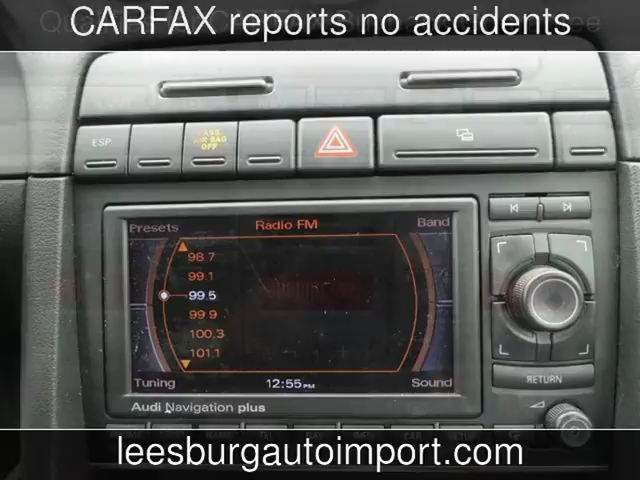 CARFAX reports no accidents
ESP
PASS.
AIR BAG
OFF
Presets
Radio FM
Band
98.7
99.1
99.5
99.9
100.3
101.1
Tuning
12:55PM
Sound
RETURN
Audi Navigation plus
leesburgautoimport.com